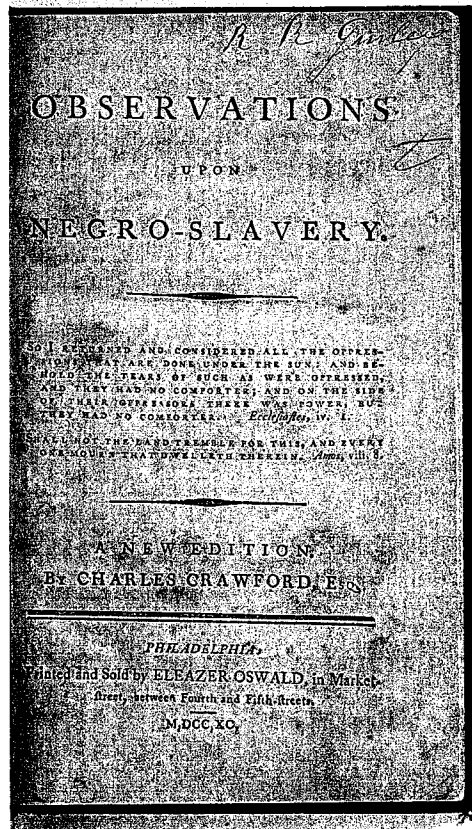 R R Gurley
OBSERVATIONS
UPON
NEGRO-SLAVERY.
SO I RETURNED AND CONSIDERED ALL THE OPPRES-
SIONS THAT ARE DONE UNDER THE SUN: AND BE-
HOLD THE TEARS OF SUCH AS WERE OPPRESSED,
AND THEY HAD NO COMFORTER; AND ON THE SIDE
OF THEIR OPPRESSORS THERE WAS POWER, BUT
THEY HAD NO COMFORTER. Ecclesiastes, iv. 1.
SHALL NOT THE LAND TREMBLE FOR THIS, AND EVERY
ONE MOURN THAT DWELLETH THEREIN. Amos, viii. 8.
A NEW EDITION.
BY CHARLES CRAWFORD, Esq.
PHILADELPHIA,
Printed and Sold by ELEAZER OSWALD, in Market-
street, between Fourth and Fifth-streets.
M,DCC,XC.